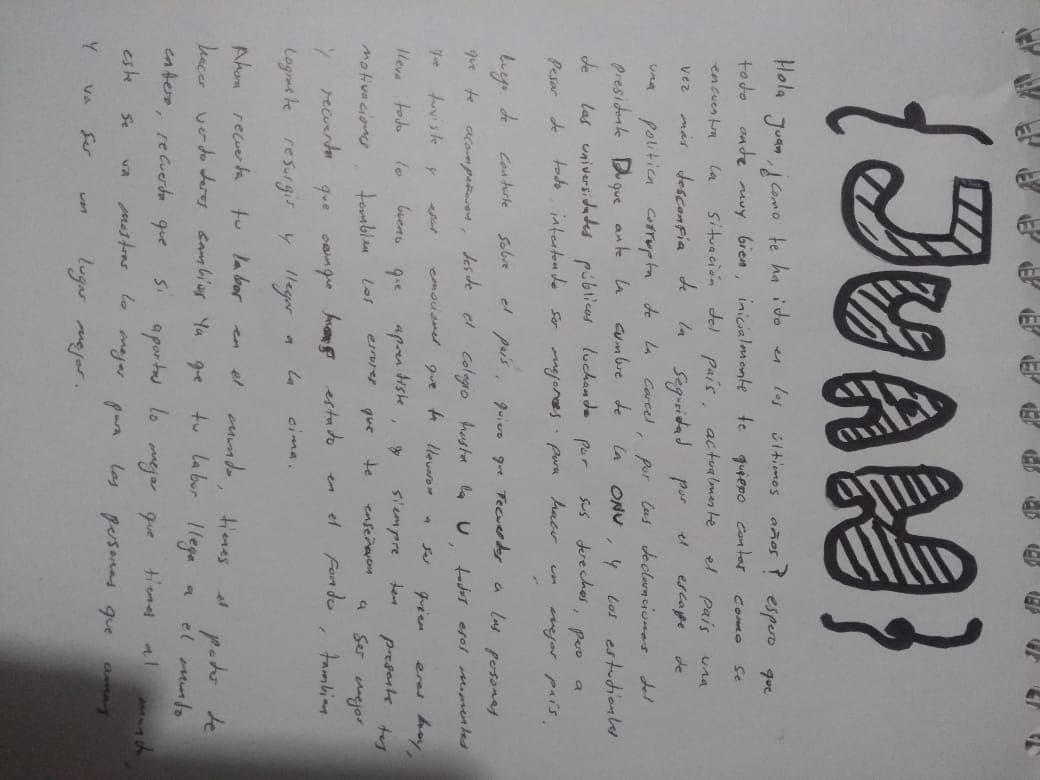 {JUAN}
Hola Juan, ¿como te ha ido en los últimos años? espero que
todo ande muy bien, inicialmente te quiero contar como se
encuentra la situación del país, actualmente el país una
vez más desconfia de la seguridad por el escape de
una politica corrupta de la carcel, por las declaraciones del
presidente Duque ante la cumbre de la ONU, y los estudiantes
de las universidades públicas luchando por sus derechos, pero a
pesar de todo, intentando ser mejores para hacer un mejor país.
luego de contarte sobre el país, quiero que recuerdes a las personas
que te acompañaron, desde el colegio hasta la U, todos esos momentos
que tuviste y esas emociones que te llevaron a ser quien eres hoy,
lleva todo lo bueno que aprendiste, y siempre ten presente tus
motivaciones, tambien los errores que te enseñaron a ser mejor
y recuerda que aunque has estado en el fondo, tambien
lograste resurgir y llegar a la cima.
Ahora recuerda tu labor en el mundo, tienes el poder de
hacer verdaderos cambios ya que tu labor llega a el mundo
entero, recuerda que si aportas lo mejor que tienes al mundo,
este se va mostrar lo mejor para las personas que amas
y va ser un lugar mejor.